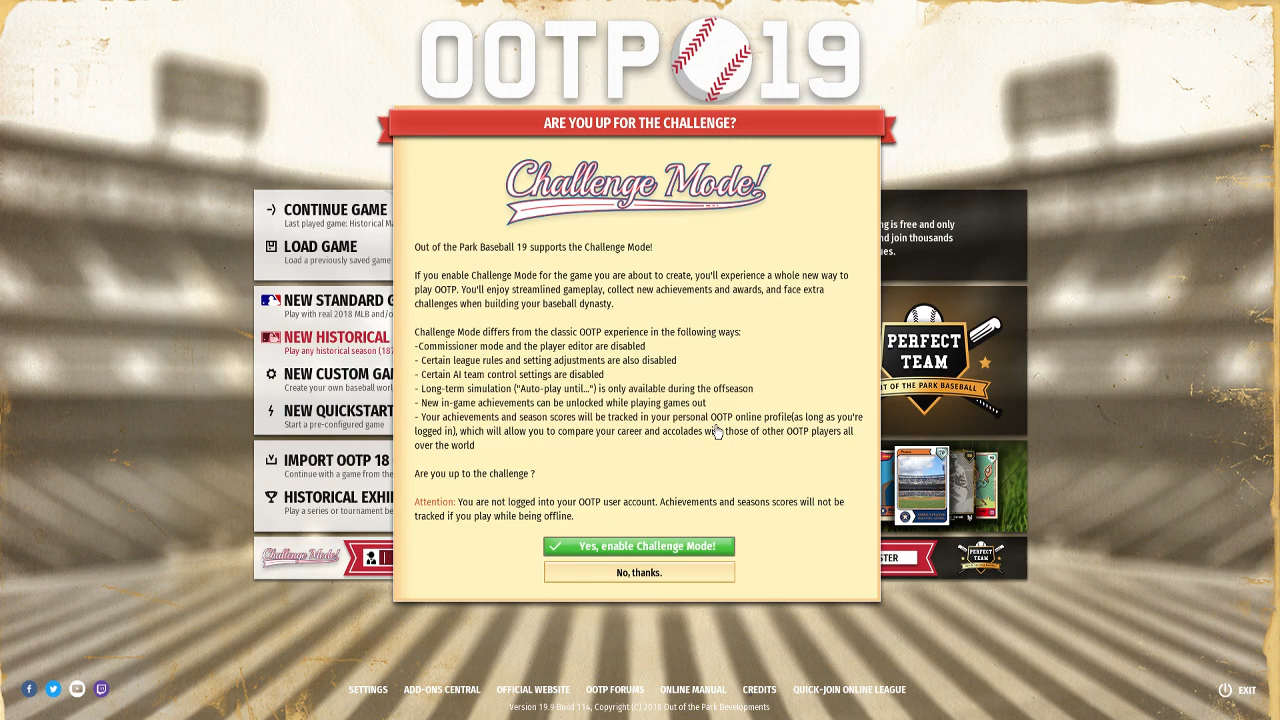 OOTP 19
ARE YOU UP FOR THE CHALLENGE?
Challenge Mode!
Out of the Park Baseball 19 supports the Challenge Mode!
If you enable Challenge Mode for the game you are about to create, you'll experience a whole new way to
play OOTP. You'll enjoy streamlined gameplay, collect new achievements and awards, and face extra
challenges when building your baseball dynasty.
Challenge Mode differs from the classic OOTP experience in the following ways:
-Commissioner mode and the player editor are disabled
- Certain league rules and setting adjustments are also disabled
- Certain AI team control settings are disabled
- Long-term simulation ("Auto-play until...") is only available during the offseason
- New in-game achievements can be unlocked while playing games out
- Your achievements and season scores will be tracked in your personal OOTP online profile(as long as you're
logged in), which will allow you to compare your career and accolades with those of other OOTP players all
over the world
Are you up to the challenge ?
Attention: You are not logged into your OOTP user account. Achievements and seasons scores will not be
tracked if you play while being offline.
Yes, enable Challenge Mode!
No, thanks.
CONTINUE GAME
Last played game: Historical M
LOAD GAME
Load a previously saved game
NEW STANDARD G
Play with real 2018 MLB and/o
NEW HISTORICAL
Play any historical season (187
NEW CUSTOM GA
Create your own baseball worl
NEW QUICKSTART
Start a pre-configured game
IMPORT OOTP 18
Continue with a game from the
HISTORICAL EXHI
Play a series or tournament be
Challenge Mode!
ng is free and only
nd join thousands
ues.
PERFECT
TEAM
OUT OF THE PARK BASEBALL
STER
PERFECT
TEAM
SETTINGS
ADD-ONS CENTRAL
OFFICIAL WEBSITE
OOTP FORUMS
ONLINE MANUAL
CREDITS
QUICK-JOIN ONLINE LEAGUE
EXIT
Version 19.9 Build 114, Copyright (C) 2018 Out of the Park Developments